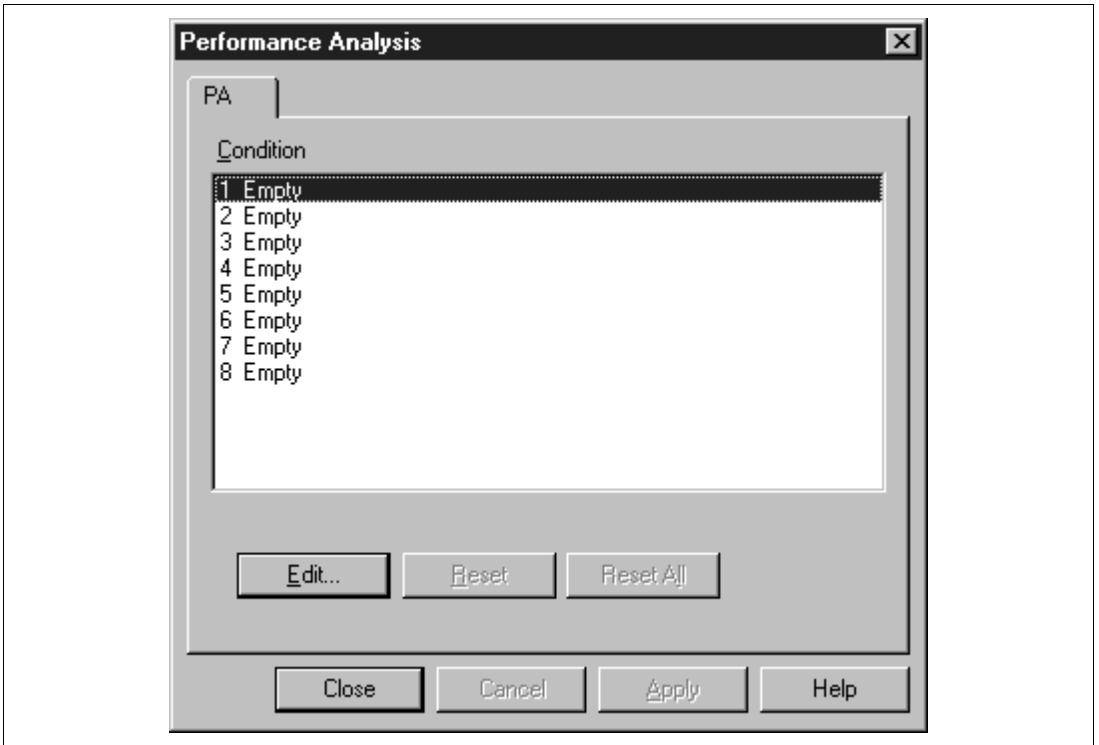 Performance Analysis
PA
Condition
1 Empty
2 Empty
3 Empty
4 Empty
5 Empty
6 Empty
7 Empty
8 Empty
Edit... Reset Reset All
Close Cancel Apply Help